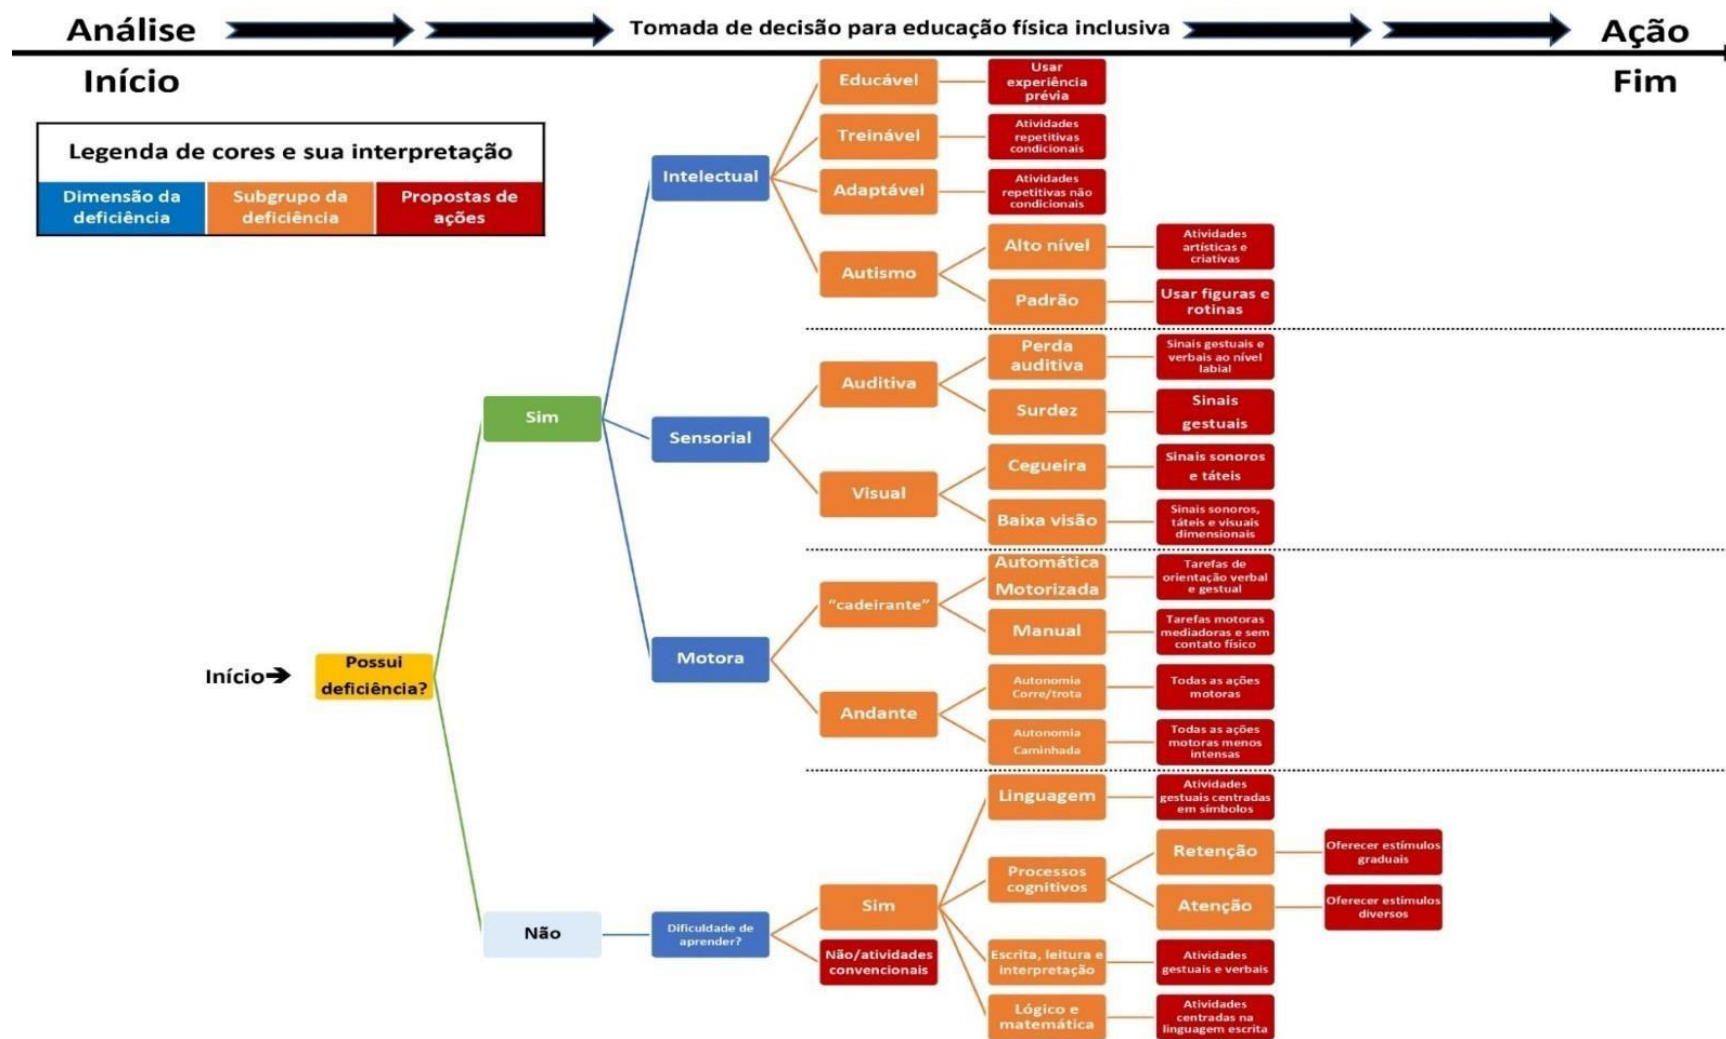 Análise
Tomada de decisão para educação física inclusiva
Ação
Início
Fim
Legenda de cores e sua interpretação
Dimensão da
deficiência
Subgrupo da
deficiência
Propostas de
ações
Início
Possui
deficiência?
Sim
Intelectual
Educável
Usar
experiência
prévia
Treinável
Atividades
repetitivas
condicionais
Adaptável
Atividades
repetitivas não
condicionais
Autismo
Alto nível
Atividades
artísticas e
criativas
Padrão
Usar figuras e
rotinas
Sensorial
Auditiva
Perda
auditiva
Sinais gestuais e
verbais ao nível
labial
Surdez
Sinais
gestuais
Visual
Cegueira
Sinais sonoros
e táteis
Baixa visão
Sinais sonoros,
táteis e visuais
dimensionais
Motora
"cadeirante"
Automática
Motorizada
Tarefas de
orientação verbal
e gestual
Manual
Tarefas motoras
mediadoras e sem
contato físico
Andante
Autonomia
Corre/trota
Todas as ações
motoras
Autonomia
Caminhada
Todas as ações
motoras menos
intensas
Não
Dificuldade de
aprender?
Sim
Linguagem
Atividades
gestuais centradas
em símbolos
Processos
cognitivos
Retenção
Oferecer estímulos
graduais
Atenção
Oferecer estímulos
diversos
Escrita, leitura e
interpretação
Atividades
gestuais e verbais
Lógico e
matemática
Atividades
centradas na
linguagem escrita
Não/atividades
convencionais